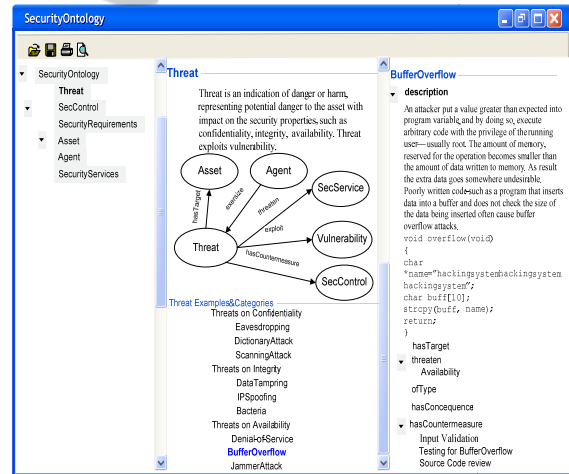 SecurityOntology
SecurityOntology
Threat
SecControl
SecurityRequirements
Asset
Agent
SecurityServices
Threat
Threat is an indication of danger or harm,
representing potential danger to the asset with
impact on the security properties, such as
confidentiality, integrity, availability. Threat
exploits vulnerability.
Asset
Agent
SecService
Threat
Vulnerability
SecControl
hasTarget
exersize
threaten
exploit
hasCountermeasure
Threat Examples&Categories
Threats on Confidentiality
Eavesdropping
DictionaryAttack
ScanningAttack
Threats on Integrity
DataTampring
IPSpoofing
Bacteria
Threats on Availability
Denial-of-Service
BufferOverflow
JammerAttack
BufferOverflow
description
An attacker put a value greater than expected into
program variable, and by doing so, execute
arbitrary code with the privilege of the running
user—usually root. The amount of memory,
reserved for the operation becomes smaller than
the amount of data written to memory. As result
the extra data goes somewhere undesirable.
Poorly written code-such as a program that inserts
data into a buffer and does not check the size of
the data being inserted often cause buffer
overflow attacks.
void overflow(void)
{
char
*name="hackingsystemhackingsystem
hackingsystem";
char buff[10];
strcpy(buff, name);
return;
}
hasTarget
threaten
Availability
ofType
hasConcequence
hasCountermeasure
Input Validation
Testing for BufferOverflow
Source Code review